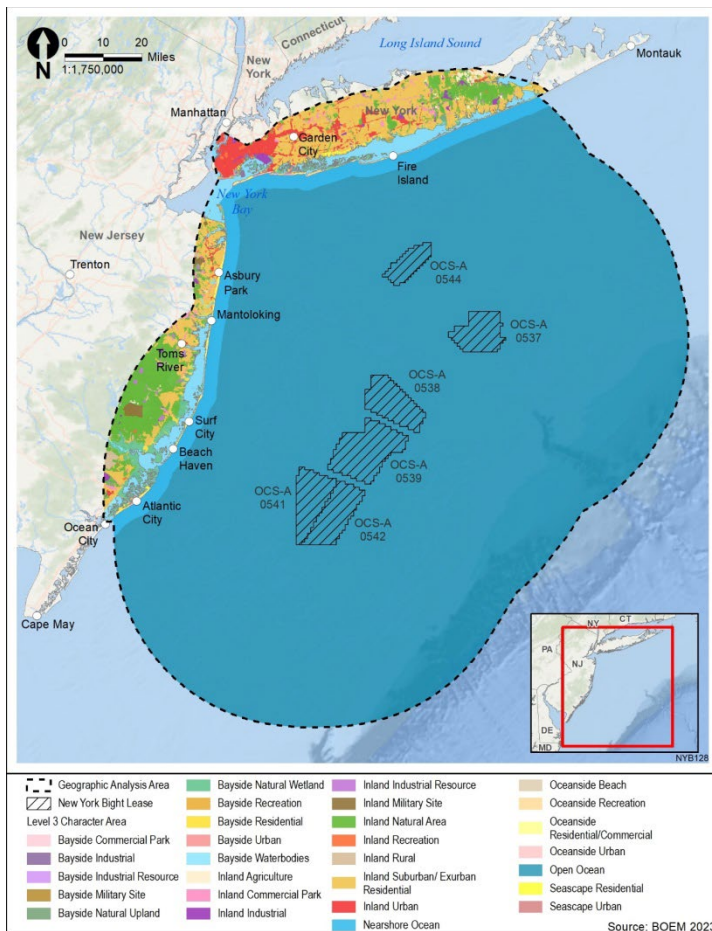 N
0 10 20
Miles
1:1,750,000
Connecticut
New
York
Long Island Sound
Montauk
Manhattan
New York
Garden
City
Fire
Island
New York
Bay
New Jersey
Trenton
Asbury
Park
Mantoloking
Toms
River
Surf
City
Beach
Haven
Atlantic
City
Ocean
City
Cape May
OCS-A
0544
OCS-A
0537
OCS-A
0538
OCS-A
0539
OCS-A
0541
OCS-A
0542
NY
CT
PA
NJ
DE
MD
NYB128
Geographic Analysis Area
New York Bight Lease
Level 3 Character Area
Bayside Commercial Park
Bayside Industrial
Bayside Industrial Resource
Bayside Military Site
Bayside Natural Upland
Bayside Natural Wetland
Bayside Recreation
Bayside Residential
Bayside Urban
Bayside Waterbodies
Inland Agriculture
Inland Commercial Park
Inland Industrial
Inland Industrial Resource
Inland Military Site
Inland Natural Area
Inland Recreation
Inland Rural
Inland Suburban/ Exurban
Residential
Inland Urban
Nearshore Ocean
Oceanside Beach
Oceanside Recreation
Oceanside
Residential/Commercial
Oceanside Urban
Open Ocean
Seascape Residential
Seascape Urban
Source: BOEM 2023